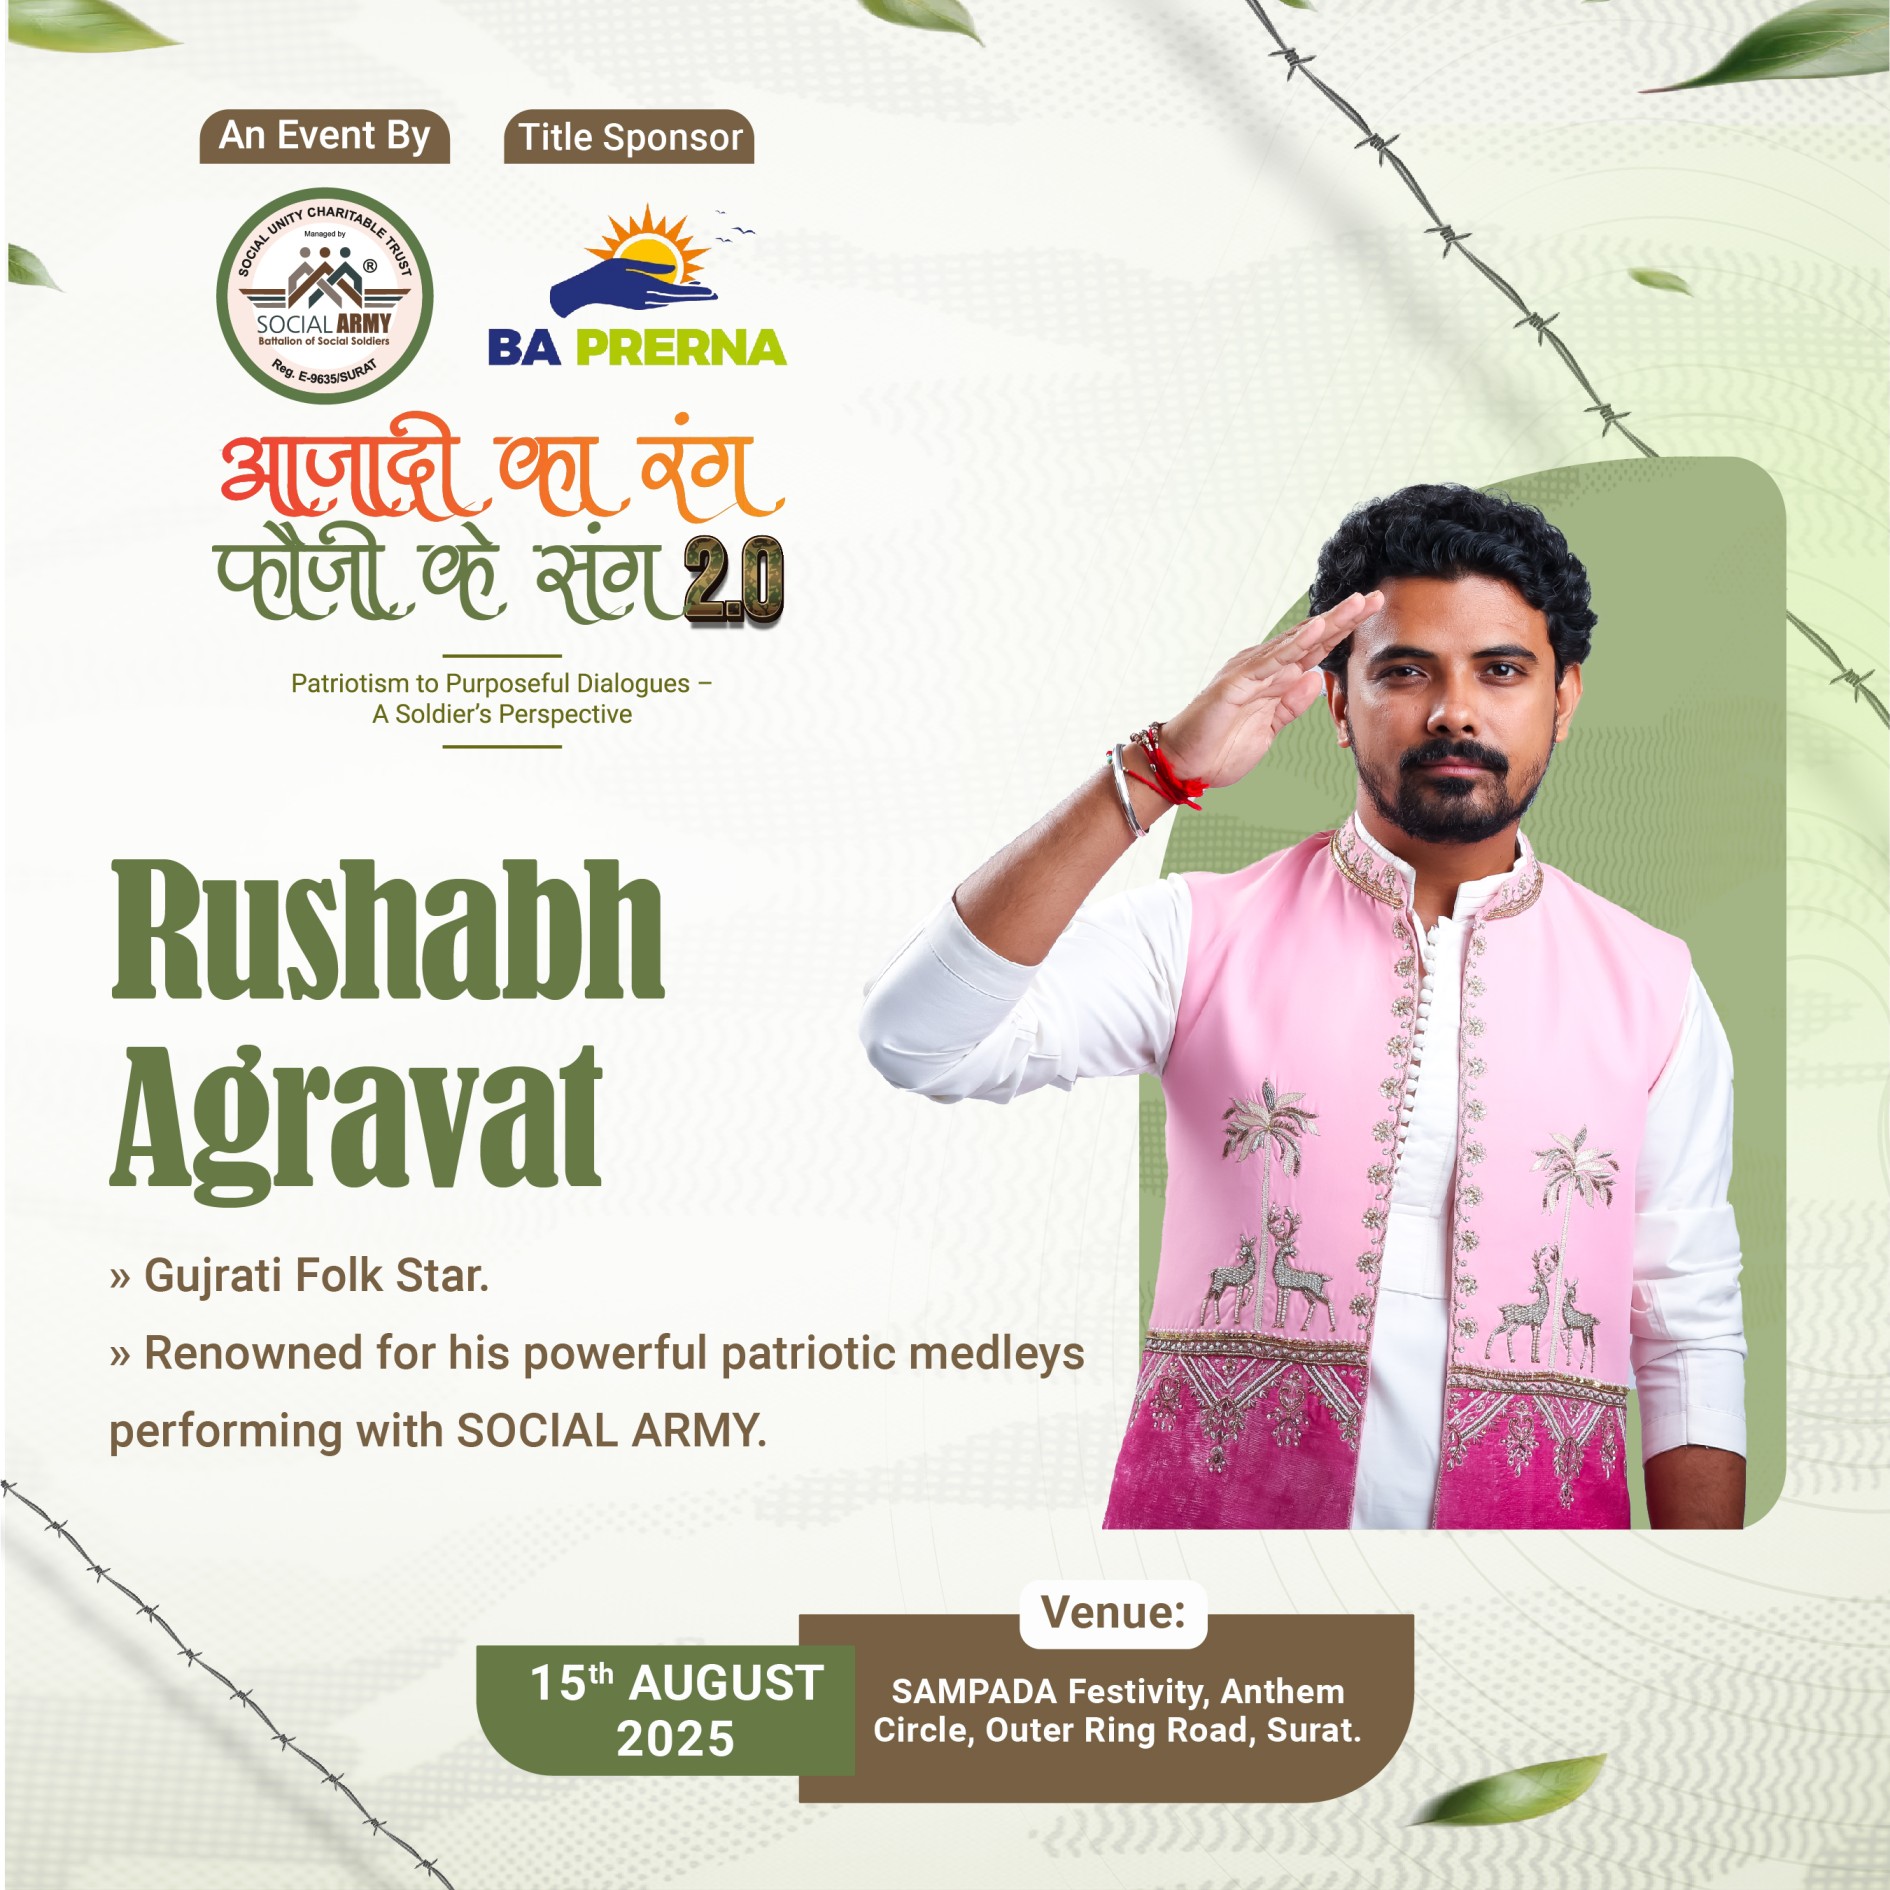 An Event By
Title Sponsor
SOCIAL UNITY CHARITABLE TRUST
Managed by
®
SOCIAL ARMY
Battalion of Social Soldiers
Reg. E-9635/SURAT
BA PRERNA
आज़ादी का रंग
फौजी के संग 2.0
Patriotism to Purposeful Dialogues –
A Soldier's Perspective
Rushabh
Agravat
» Gujrati Folk Star.
» Renowned for his powerful patriotic medleys
performing with SOCIAL ARMY.
Venue:
15th AUGUST
2025
SAMPADA Festivity, Anthem
Circle, Outer Ring Road, Surat.